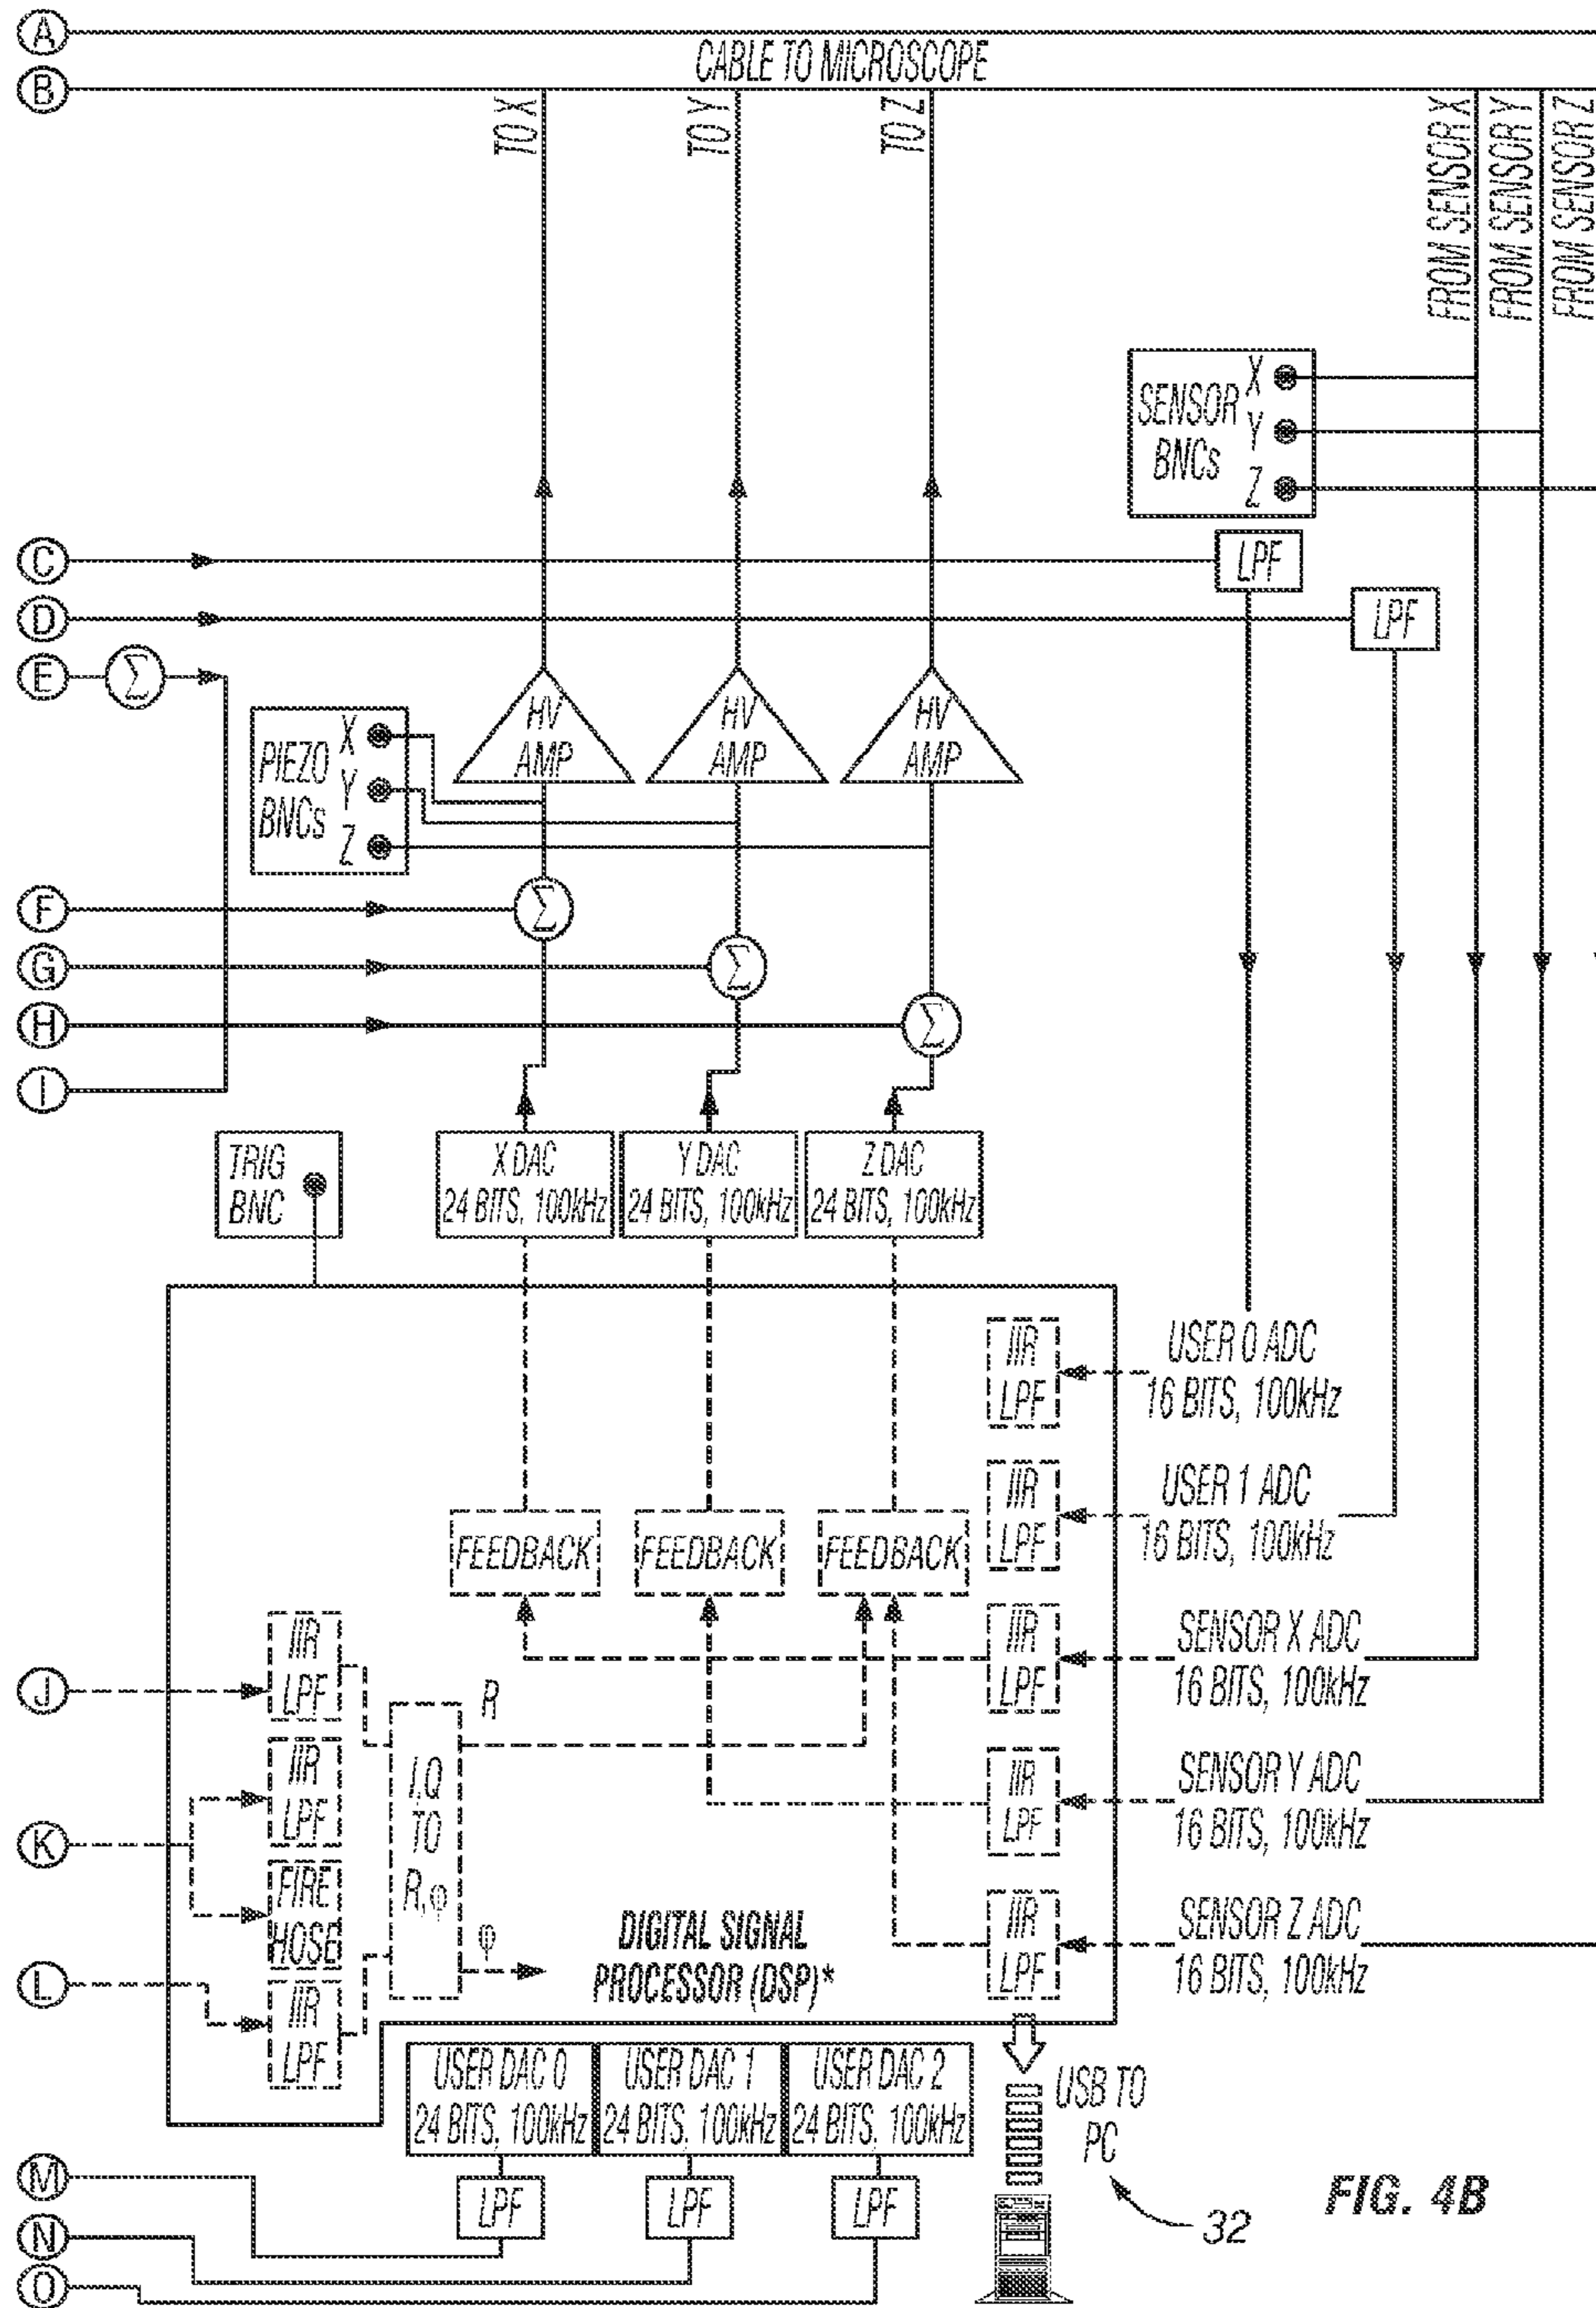 A
CABLE TO MICROSCOPE
B
TO X
TO Y
TO Z
FROM SENSOR X
FROM SENSOR Y
FROM SENSOR Z
SENSOR
BNCs
X
Y
Z
C
LPF
D
LPF
E
Σ
PIEZO
BNCs
X
Y
Z
HV
AMP
HV
AMP
HV
AMP
F
Σ
G
Σ
H
Σ
I
TRIG
BNC
X DAC
24 BITS, 100kHz
Y DAC
24 BITS, 100kHz
Z DAC
24 BITS, 100kHz
IIR
LPF
USER 0 ADC
16 BITS, 100kHz
IIR
LPF
USER 1 ADC
16 BITS, 100kHz
FEEDBACK
FEEDBACK
FEEDBACK
IIR
LPF
SENSOR X ADC
16 BITS, 100kHz
J
IIR
LPF
R
IIR
LPF
SENSOR Y ADC
16 BITS, 100kHz
K
IIR
LPF
I,Q
TO
R,φ
FIRE
HOSE
φ
DIGITAL SIGNAL
PROCESSOR (DSP)*
IIR
LPF
SENSOR Z ADC
16 BITS, 100kHz
L
IIR
LPF
USER DAC 0
24 BITS, 100kHz
USER DAC 1
24 BITS, 100kHz
USER DAC 2
24 BITS, 100kHz
USB TO
PC
M
LPF
LPF
LPF
32
FIG. 4B
N
O